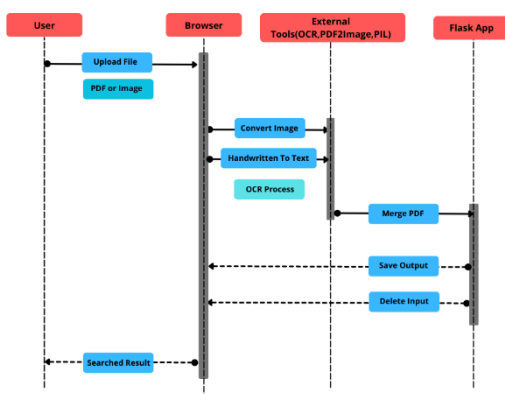 User
Browser
External
Tools(OCR,PDF2Image,PIL)
Flask App
Upload File
PDF or Image
Convert Image
Handwritten To Text
OCR Process
Merge PDF
Save Output
Delete Input
Searched Result